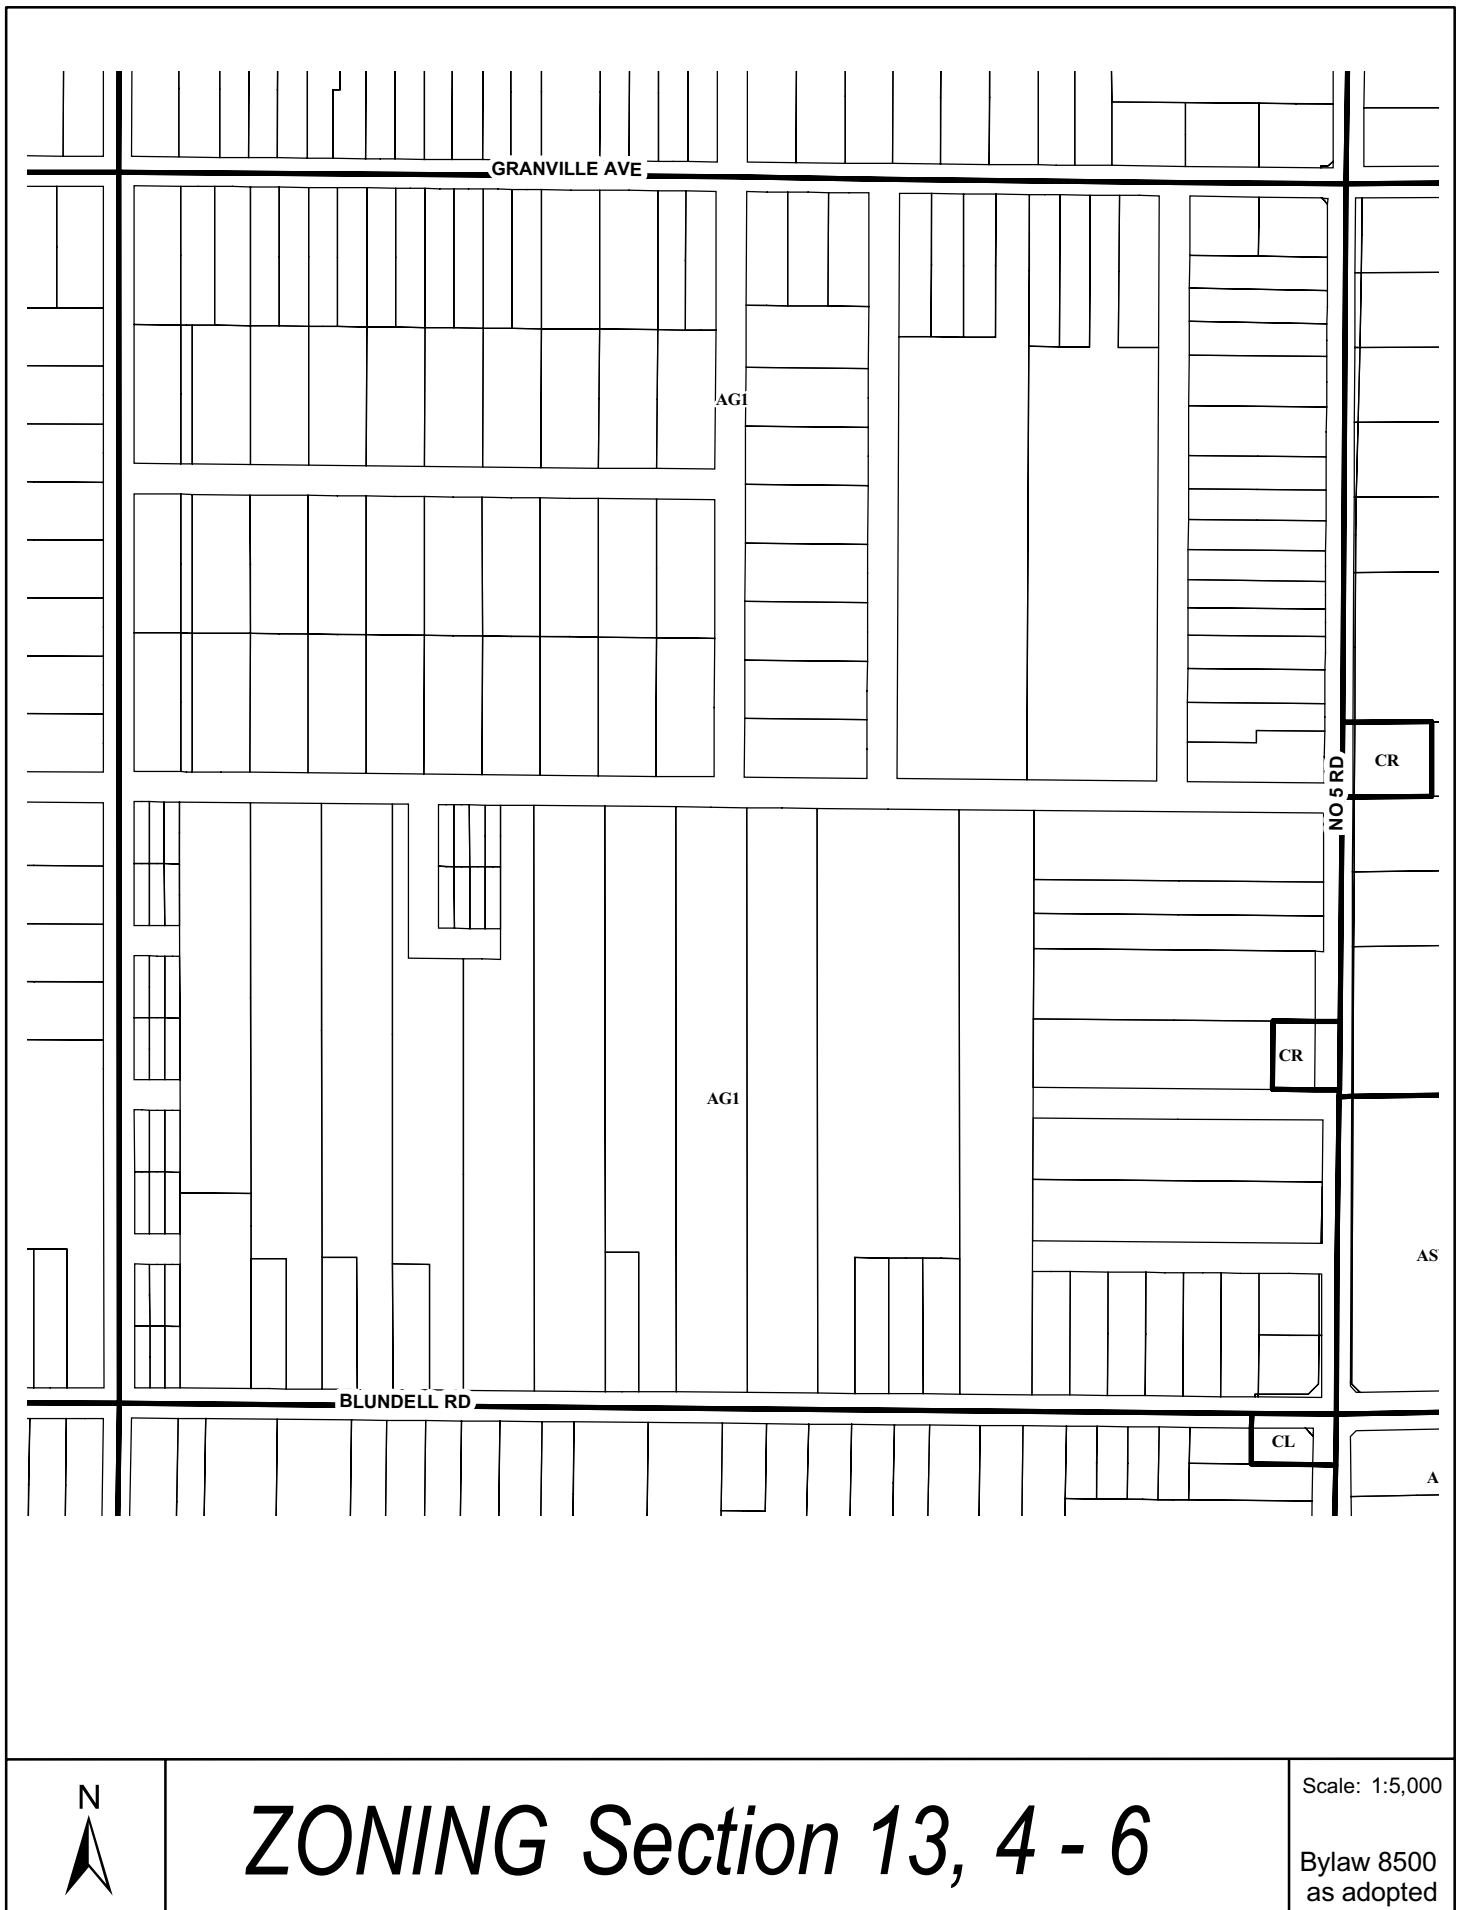 GRANVILLE AVE
AG1
NO 5 RD
CR
CR
AG1
AS
BLUNDELL RD
CL
A
N
ZONING Section 13, 4 - 6
Scale: 1:5,000
Bylaw 8500
as adopted